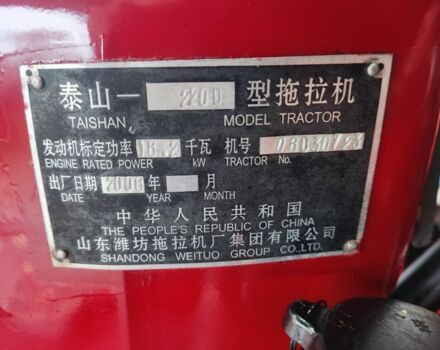 泰山一 220D 型拖拉机
TAISHAN MODEL TRACTOR
发动机标定功率 16.2 千瓦 机号 06030723
ENGINE RATED POWER kW TRACTOR No.
出厂日期 2006 年 月
DATE YEAR MONTH
中华人民共和国
THE PEOPLE'S REPUBLIC OF CHINA
山东潍坊拖拉机厂集团有限公司
SHANDONG WEITUO GROUP CO.,LTD.